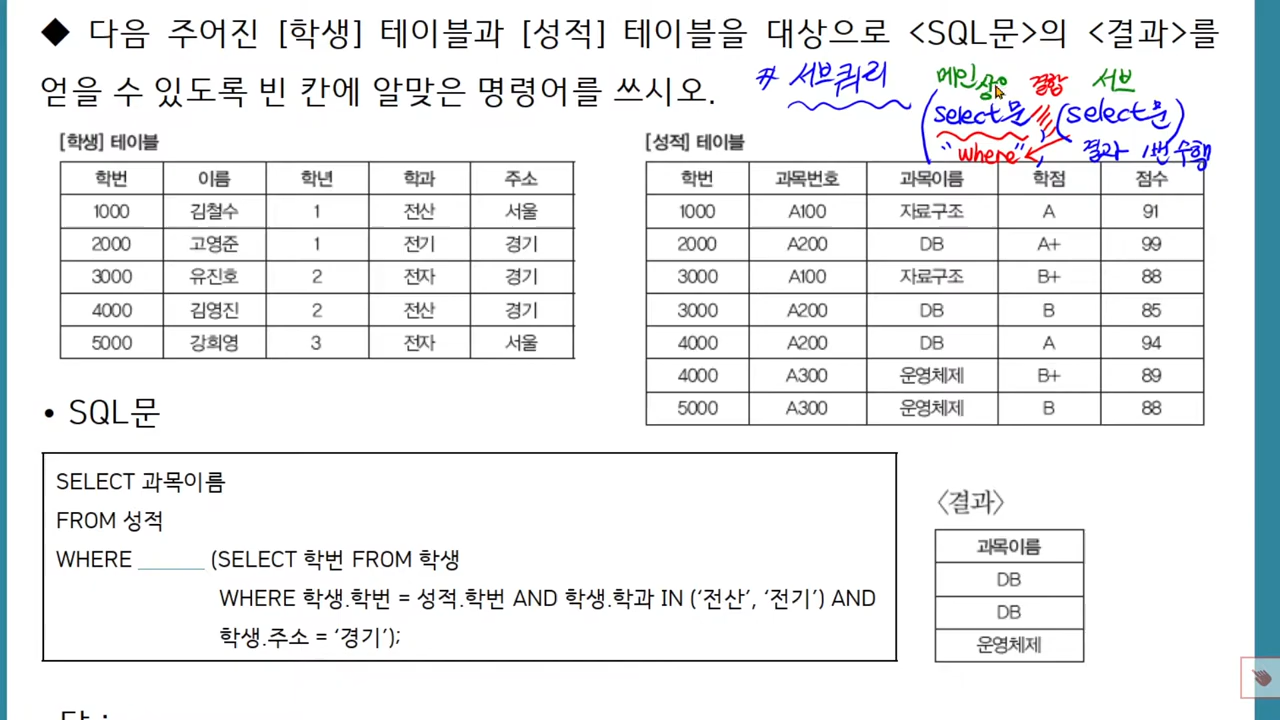 ◆ 다음 주어진 [학생] 테이블과 [성적] 테이블을 대상으로 <SQL문>의 <결과>를
얻을 수 있도록 빈 칸에 알맞은 명령어를 쓰시오.
# 서브쿼리
메인 결합 서브
(select문 (select문)
"where" 결과 1번 수행
[학생] 테이블
학번 이름 학년 학과 주소
1000 김철수 1 전산 서울
2000 고영준 1 전기 경기
3000 유진호 2 전자 경기
4000 김영진 2 전산 경기
5000 강희영 3 전자 서울
[성적] 테이블
학번 과목번호 과목이름 학점 점수
1000 A100 자료구조 A 91
2000 A200 DB A+ 99
3000 A100 자료구조 B+ 88
3000 A200 DB B 85
4000 A200 DB A 94
4000 A300 운영체제 B+ 89
5000 A300 운영체제 B 88
• SQL문
SELECT 과목이름
FROM 성적
WHERE ______ (SELECT 학번 FROM 학생
WHERE 학생.학번 = 성적.학번 AND 학생.학과 IN ('전산', '전기') AND
학생.주소 = '경기');
<결과>
과목이름
DB
DB
운영체제